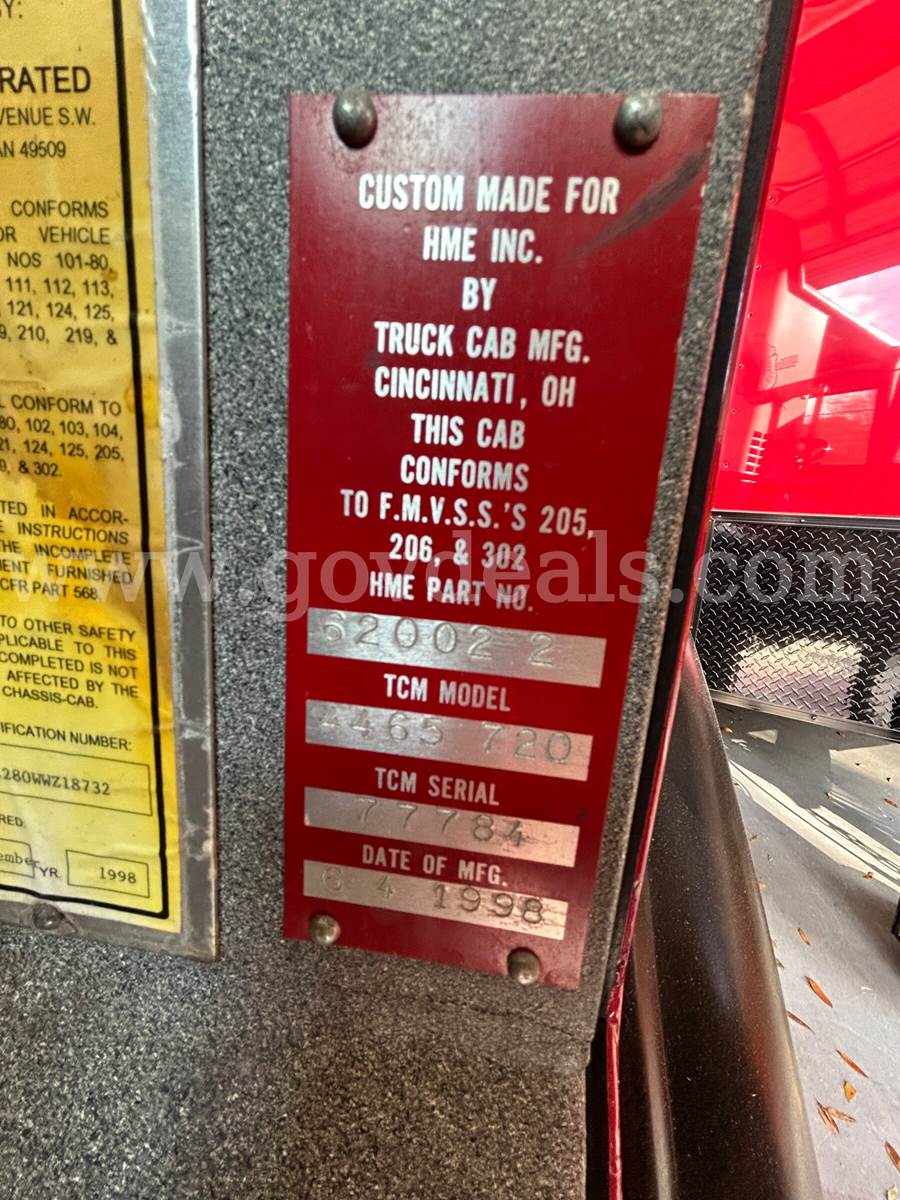 BY:
RATED
VENUE S.W.
AN 49509
CONFORMS
OR VEHICLE
NOS 101-80,
111, 112, 113,
121, 124, 125,
9, 210, 219, &
L CONFORM TO
80, 102, 103, 104,
21, 124, 125, 205,
9, & 302.
TED IN ACCOR-
E INSTRUCTIONS
THE INCOMPLETE
MENT FURNISHED
CFR PART 568.
TO OTHER SAFETY
PLICABLE TO THIS
COMPLETED IS NOT
AFFECTED BY THE
CHASSIS-CAB.
IFICATION NUMBER:
280WWZ18732
RED
ember YR. 1998
CUSTOM MADE FOR
HME INC.
BY
TRUCK CAB MFG.
CINCINNATI, OH
THIS CAB
CONFORMS
TO F.M.V.S.S.'S 205,
206, & 302
HME PART NO.
62002 2
TCM MODEL
4465 720
TCM SERIAL
77784
DATE OF MFG.
6 4 1998
www.govdeals.com